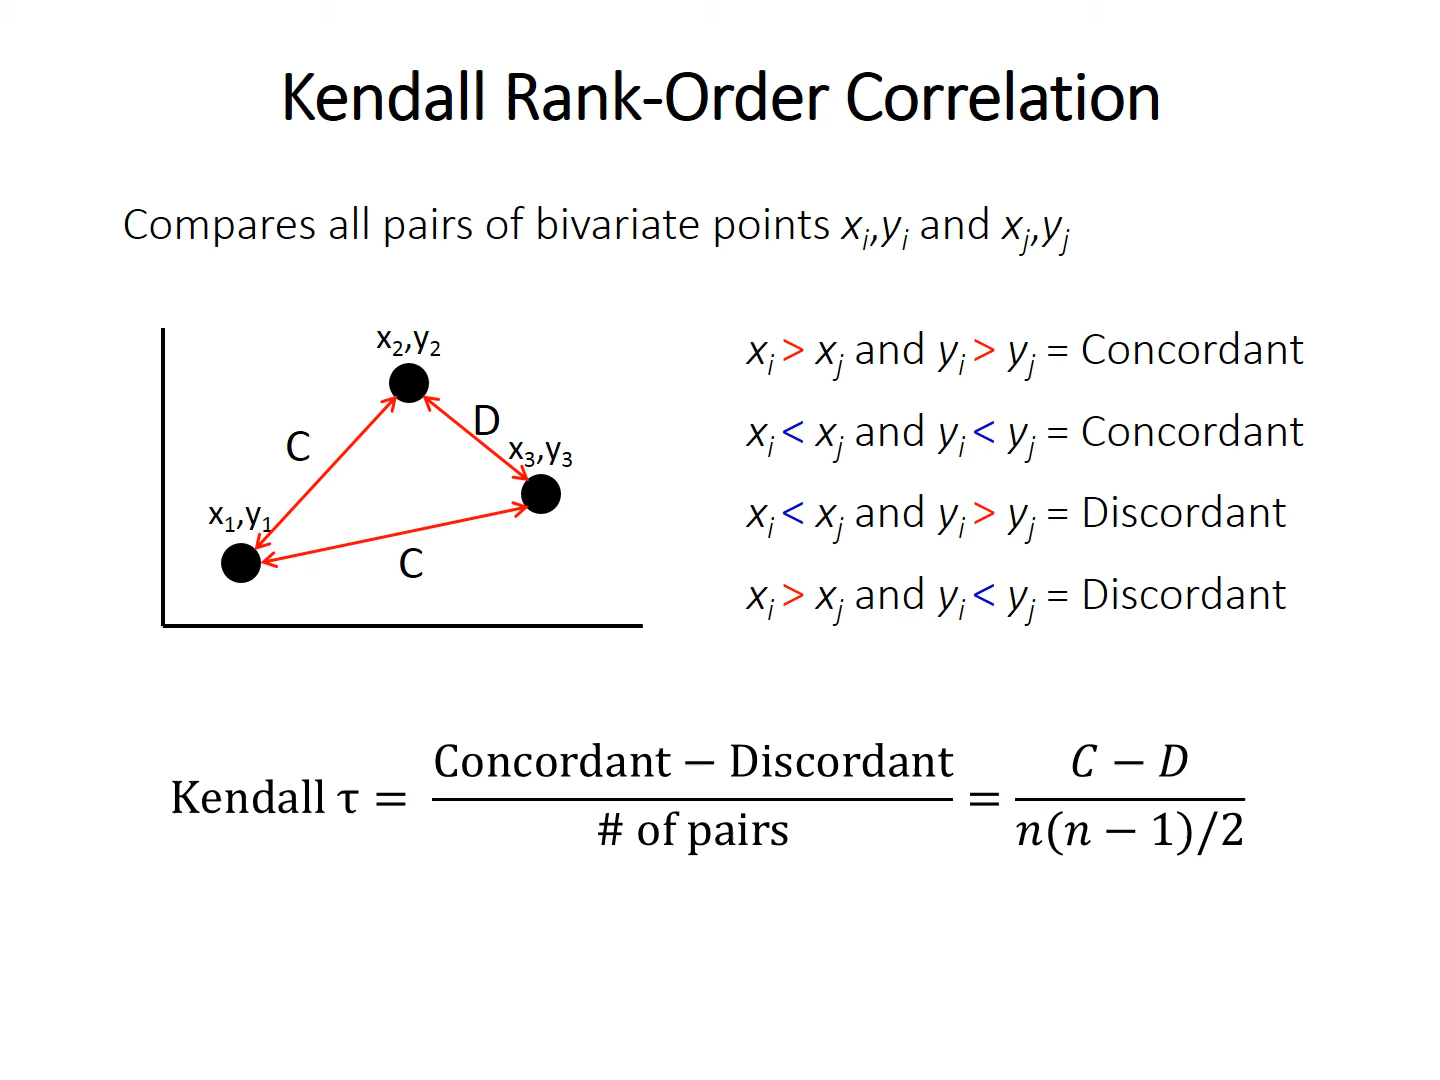 Kendall Rank-Order Correlation
Compares all pairs of bivariate points xᵢ,yᵢ and xⱼ,yⱼ
x₂,y₂
D
C
x₃,y₃
x₁,y₁
C
xᵢ > xⱼ and yᵢ > yⱼ = Concordant
xᵢ < xⱼ and yᵢ < yⱼ = Concordant
xᵢ < xⱼ and yᵢ > yⱼ = Discordant
xᵢ > xⱼ and yᵢ < yⱼ = Discordant
Kendall τ = (Concordant − Discordant) / (# of pairs) = (C − D) / (n(n − 1)/2)